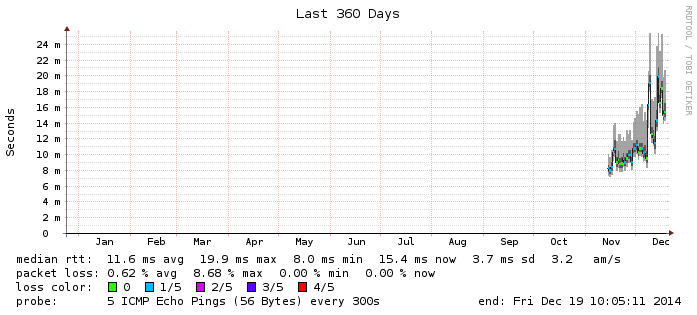 Last 360 Days
RRDTOOL / TOBI OETIKER
Seconds
24 m
22 m
20 m
18 m
16 m
14 m
12 m
10 m
8 m
6 m
4 m
2 m
0
Jan Feb Mar Apr May Jun Jul Aug Sep Oct Nov Dec
median rtt: 11.6 ms avg 19.9 ms max 8.0 ms min 15.4 ms now 3.7 ms sd 3.2 am/s
packet loss: 0.62 % avg 8.68 % max 0.00 % min 0.00 % now
loss color: 0 1/5 2/5 3/5 4/5
probe: 5 ICMP Echo Pings (56 Bytes) every 300s end: Fri Dec 19 10:05:11 2014